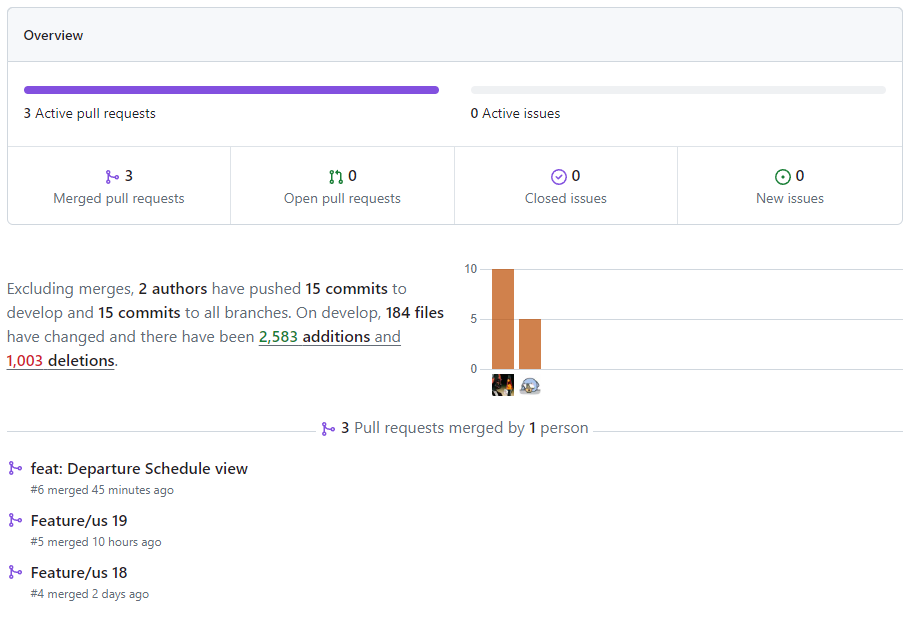 Overview
3 Active pull requests
0 Active issues
3
Merged pull requests
0
Open pull requests
0
Closed issues
0
New issues
Excluding merges, 2 authors have pushed 15 commits to
develop and 15 commits to all branches. On develop, 184 files
have changed and there have been 2,583 additions and
1,003 deletions.
10
5
0
3 Pull requests merged by 1 person
feat: Departure Schedule view
#6 merged 45 minutes ago
Feature/us 19
#5 merged 10 hours ago
Feature/us 18
#4 merged 2 days ago